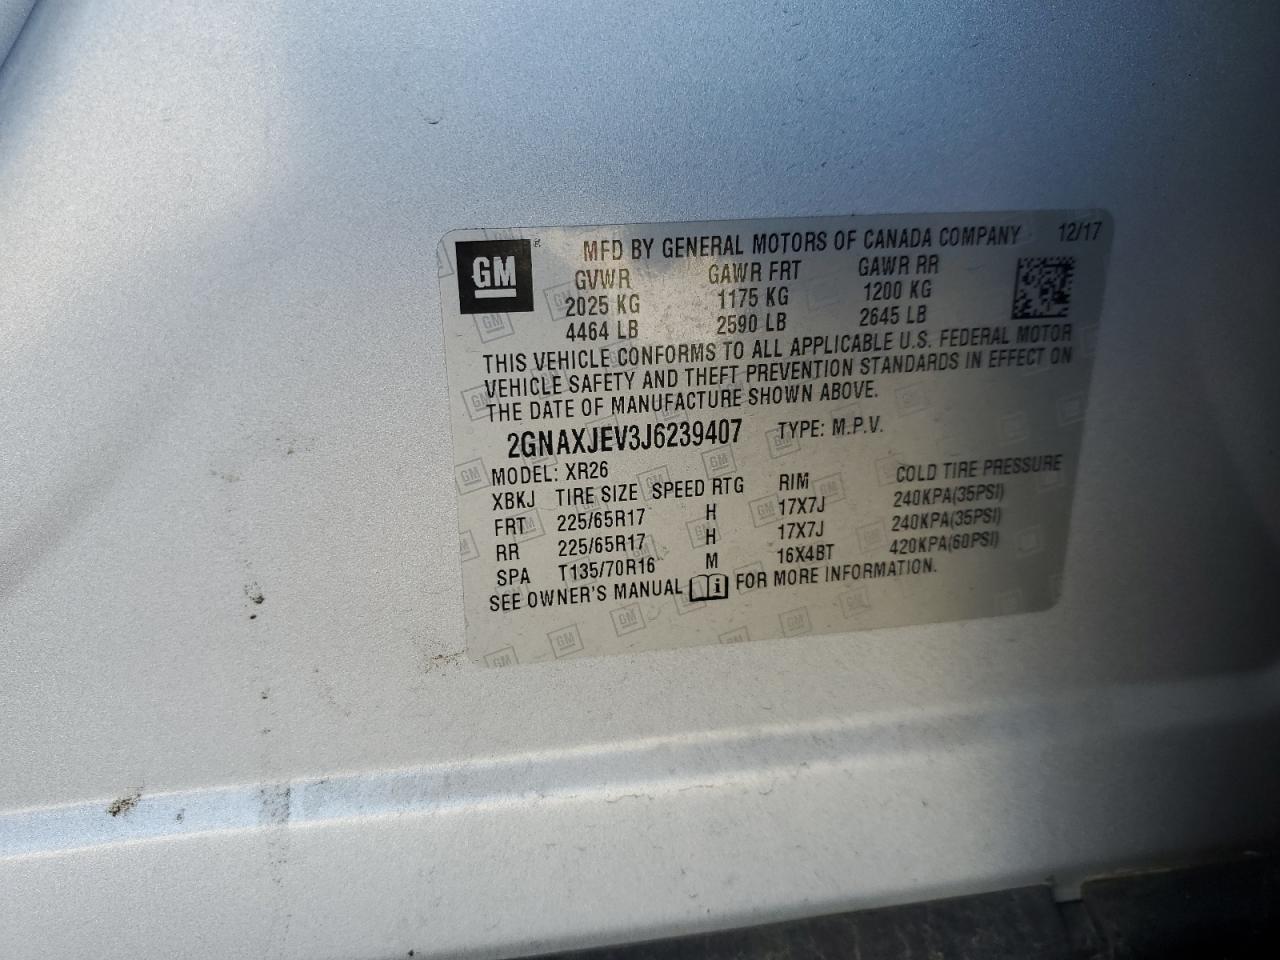 GM
MFD BY GENERAL MOTORS OF CANADA COMPANY 12/17
GVWR GAWR FRT GAWR RR
2025 KG 1175 KG 1200 KG
4464 LB 2590 LB 2645 LB
THIS VEHICLE CONFORMS TO ALL APPLICABLE U.S. FEDERAL MOTOR
VEHICLE SAFETY AND THEFT PREVENTION STANDARDS IN EFFECT ON
THE DATE OF MANUFACTURE SHOWN ABOVE.
2GNAXJEV3J6239407 TYPE: M.P.V.
MODEL: XR26
XBKJ TIRE SIZE SPEED RTG RIM COLD TIRE PRESSURE
FRT 225/65R17 H 17X7J 240KPA(35PSI)
RR 225/65R17 H 17X7J 240KPA(35PSI)
SPA T135/70R16 M 16X4BT 420KPA(60PSI)
SEE OWNER'S MANUAL FOR MORE INFORMATION.